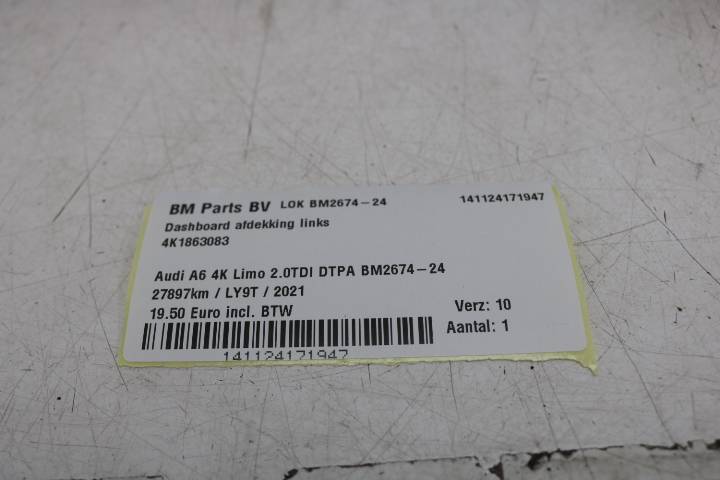 BM Parts BV LOK BM2674-24 141124171947
Dashboard afdekking links
4K1863083
Audi A6 4K Limo 2.0TDI DTPA BM2674-24
27897km / LY9T / 2021
19.50 Euro incl. BTW Verz: 10
Aantal: 1
141124171947